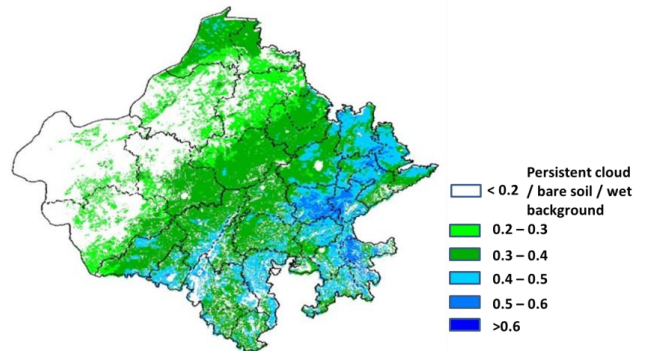 Persistent cloud
< 0.2 / bare soil / wet
background
0.2 – 0.3
0.3 – 0.4
0.4 – 0.5
0.5 – 0.6
>0.6